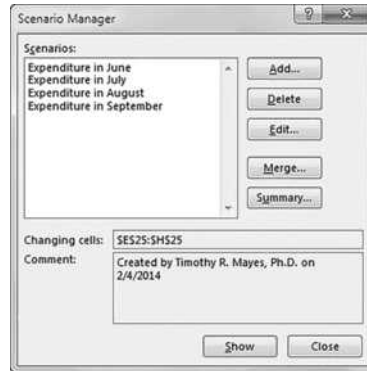 Scenario Manager
Scenarios:
Expenditure in June
Expenditure in July
Expenditure in August
Expenditure in September
Add...
Delete
Edit...
Merge...
Summary...
Changing cells: $E$25:$H$25
Comment: Created by Timothy R. Mayes, Ph.D. on
2/4/2014
Show Close